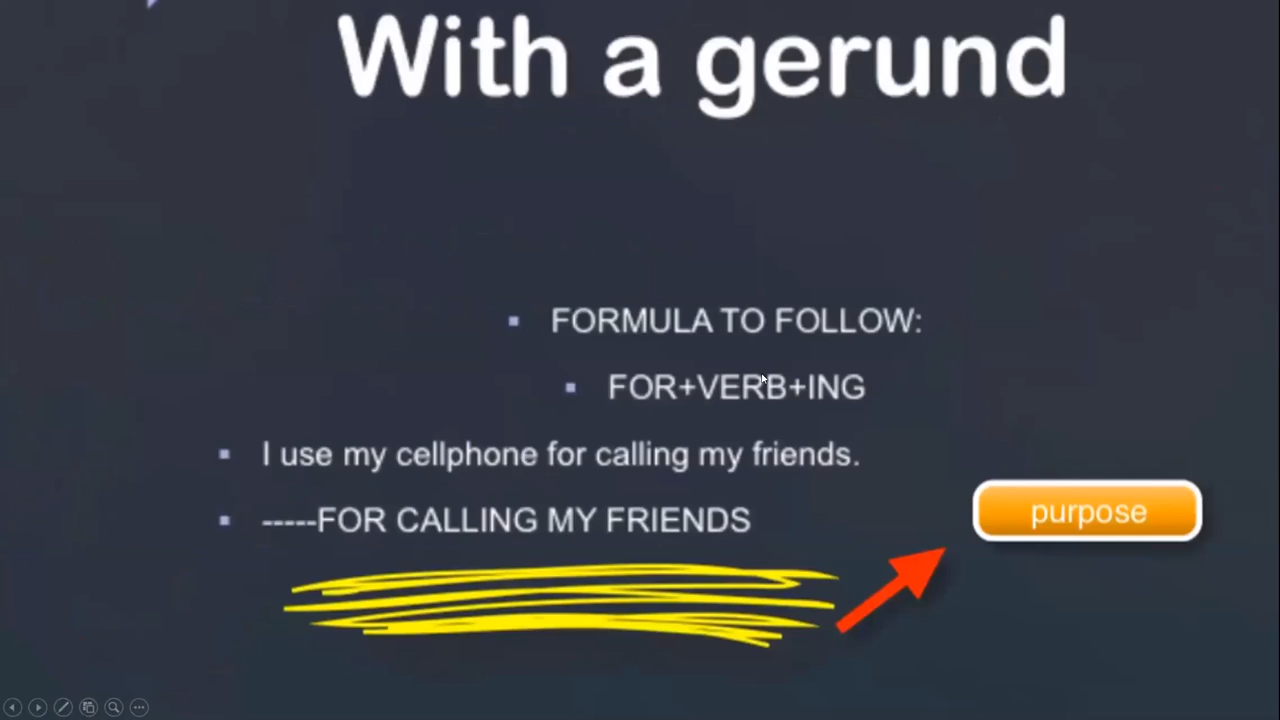 With a gerund
FORMULA TO FOLLOW:
FOR+VERB+ING
I use my cellphone for calling my friends.
-----FOR CALLING MY FRIENDS
purpose